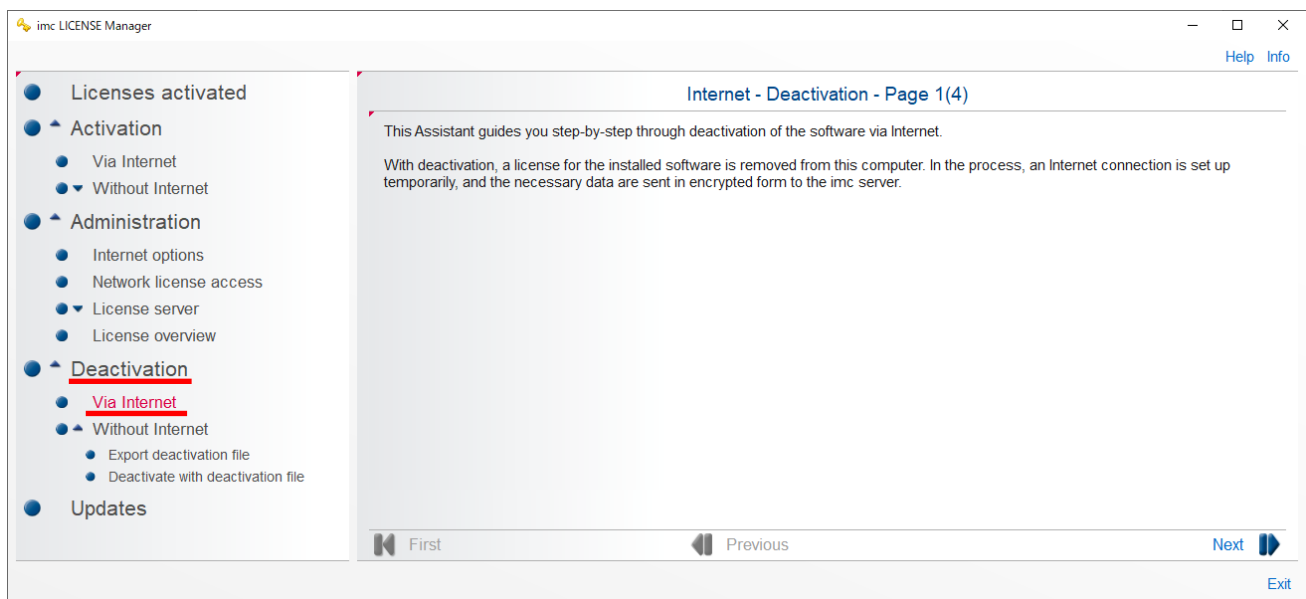 imc LICENSE Manager
Help Info
Licenses activated
Activation
Via Internet
Without Internet
Administration
Internet options
Network license access
License server
License overview
Deactivation
Via Internet
Without Internet
Export deactivation file
Deactivate with deactivation file
Updates
Internet - Deactivation - Page 1(4)
This Assistant guides you step-by-step through deactivation of the software via Internet.
With deactivation, a license for the installed software is removed from this computer. In the process, an Internet connection is set up
temporarily, and the necessary data are sent in encrypted form to the imc server.
First
Previous
Next
Exit